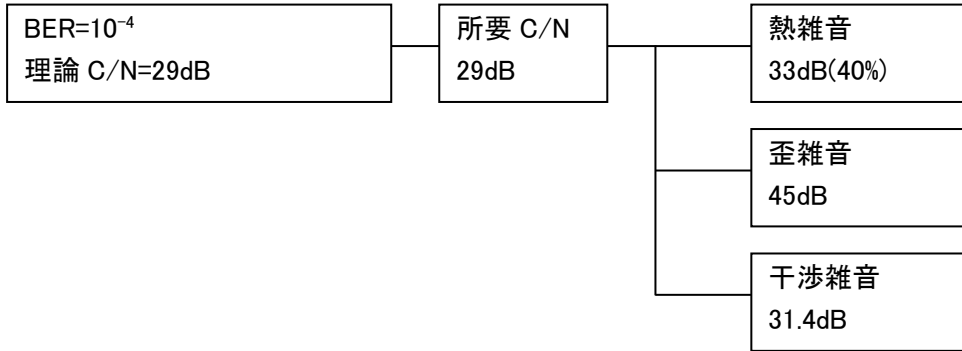 BER=10⁻⁴
理論 C/N=29dB
所要 C/N
29dB
熱雑音
33dB(40%)
歪雑音
45dB
干渉雑音
31.4dB